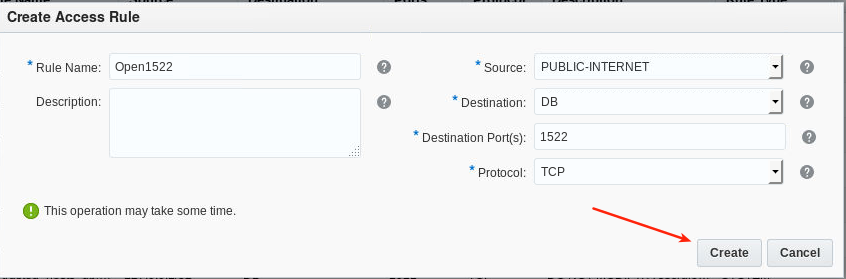 Create Access Rule
* Rule Name: Open1522
* Source: PUBLIC-INTERNET
Description:
* Destination: DB
* Destination Port(s): 1522
* Protocol: TCP
This operation may take some time.
Create Cancel